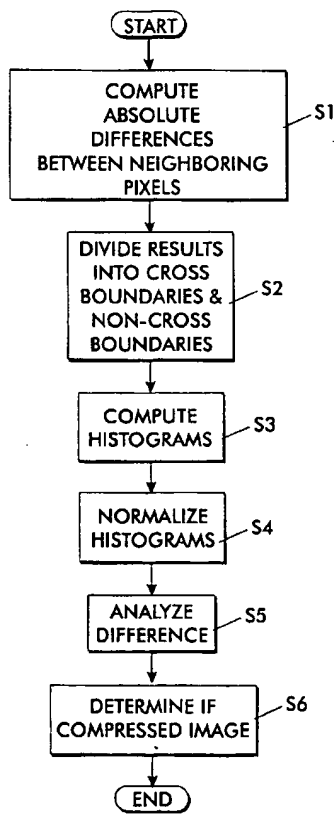 START
COMPUTE
ABSOLUTE
DIFFERENCES
BETWEEN NEIGHBORING
PIXELS
S1
DIVIDE RESULTS
INTO CROSS
BOUNDARIES &
NON-CROSS
BOUNDARIES
S2
COMPUTE
HISTOGRAMS
S3
NORMALIZE
HISTOGRAMS
S4
ANALYZE
DIFFERENCE
S5
DETERMINE IF
COMPRESSED IMAGE
S6
END